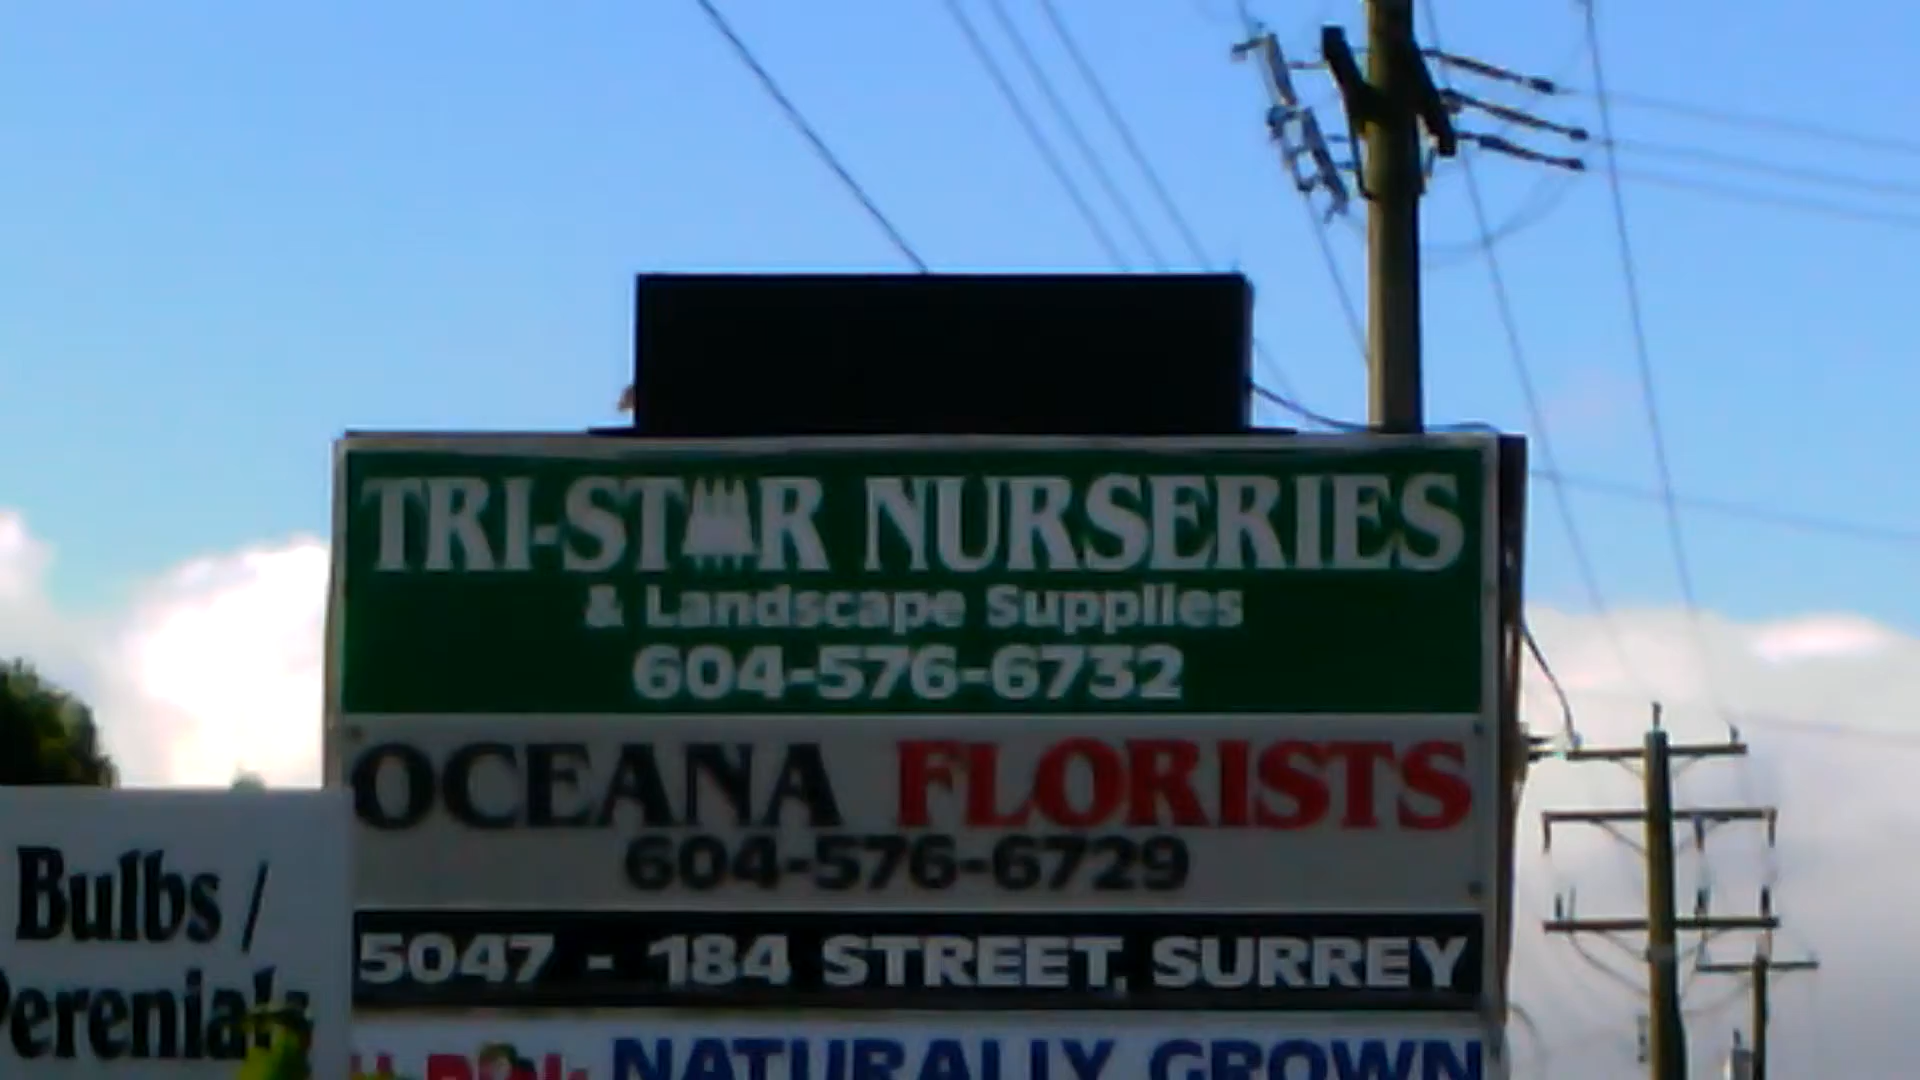 TRI-STAR NURSERIES
& Landscape Supplies
604-576-6732
OCEANA FLORISTS
604-576-6729
5047 - 184 STREET, SURREY
NATURALLY GROWN
Bulbs /
Perenials